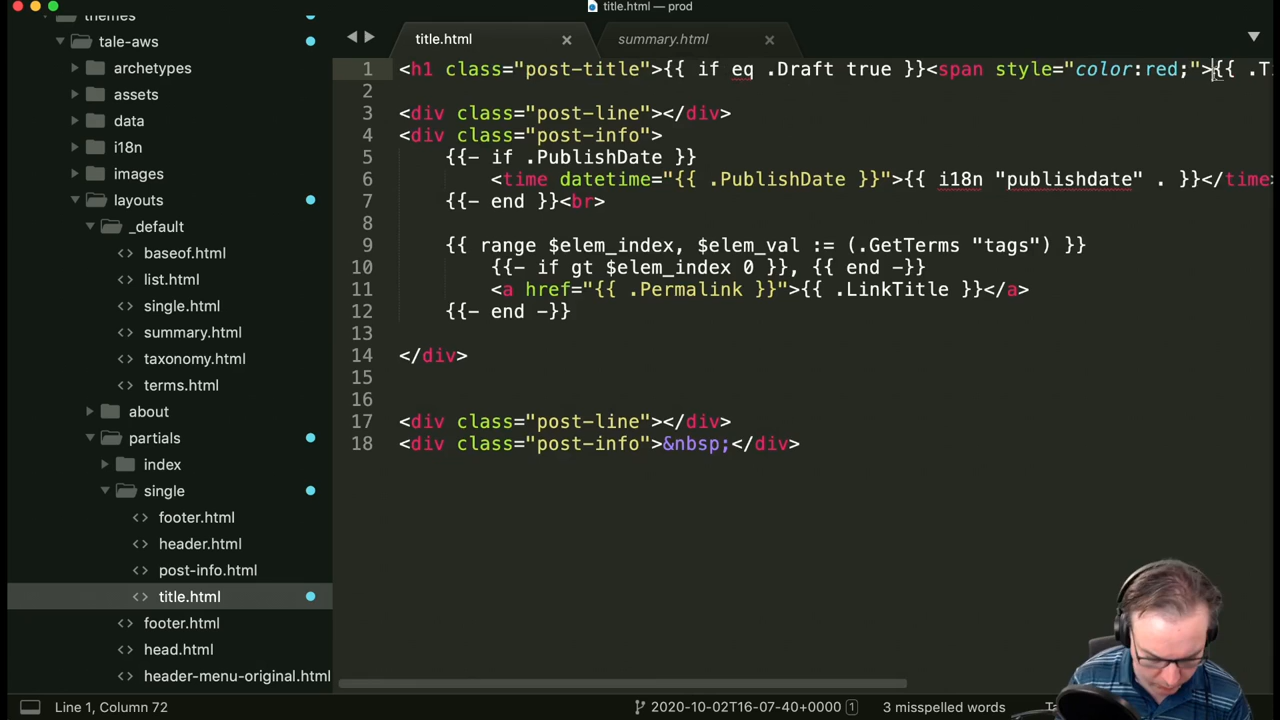 title.html — prod
themes
tale-aws
archetypes
assets
data
i18n
images
layouts
_default
baseof.html
list.html
single.html
summary.html
taxonomy.html
terms.html
about
partials
index
single
footer.html
header.html
post-info.html
title.html
footer.html
head.html
header-menu-original.html
title.html
summary.html
1 <h1 class="post-title">{{ if eq .Draft true }}<span style="color:red;">{{ .T
2
3 <div class="post-line"></div>
4 <div class="post-info">
5 {{- if .PublishDate }}
6 <time datetime="{{ .PublishDate }}">{{ i18n "publishdate" . }}</time
7 {{- end }}<br>
8
9 {{ range $elem_index, $elem_val := (.GetTerms "tags") }}
10 {{- if gt $elem_index 0 }}, {{ end -}}
11 <a href="{{ .Permalink }}">{{ .LinkTitle }}</a>
12 {{- end -}}
13
14 </div>
15
16
17 <div class="post-line"></div>
18 <div class="post-info">&nbsp;</div>
Line 1, Column 72
2020-10-02T16-07-40+0000 1
3 misspelled words